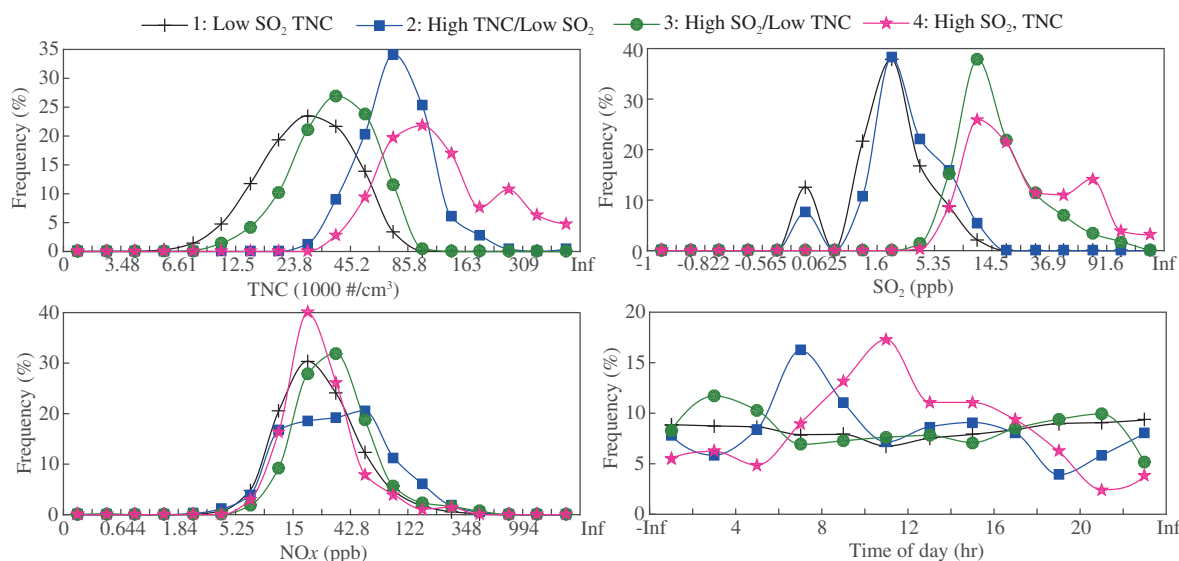 1: Low SO₂ TNC 2: High TNC/Low SO₂ 3: High SO₂/Low TNC 4: High SO₂, TNC
35
30
25
20
15
10
5
0
Frequency (%)
0 3.48 6.61 12.5 23.8 45.2 85.8 163 309 Inf
TNC (1000 #/cm³)
40
30
20
10
0
Frequency (%)
-1 -0.822 -0.565 0.0625 1.6 5.35 14.5 36.9 91.6 Inf
SO₂ (ppb)
40
30
20
10
0
Frequency (%)
0 0.644 1.84 5.25 15 42.8 122 348 994 Inf
NOx (ppb)
20
15
10
5
0
Frequency (%)
-Inf 4 8 12 16 20 Inf
Time of day (hr)